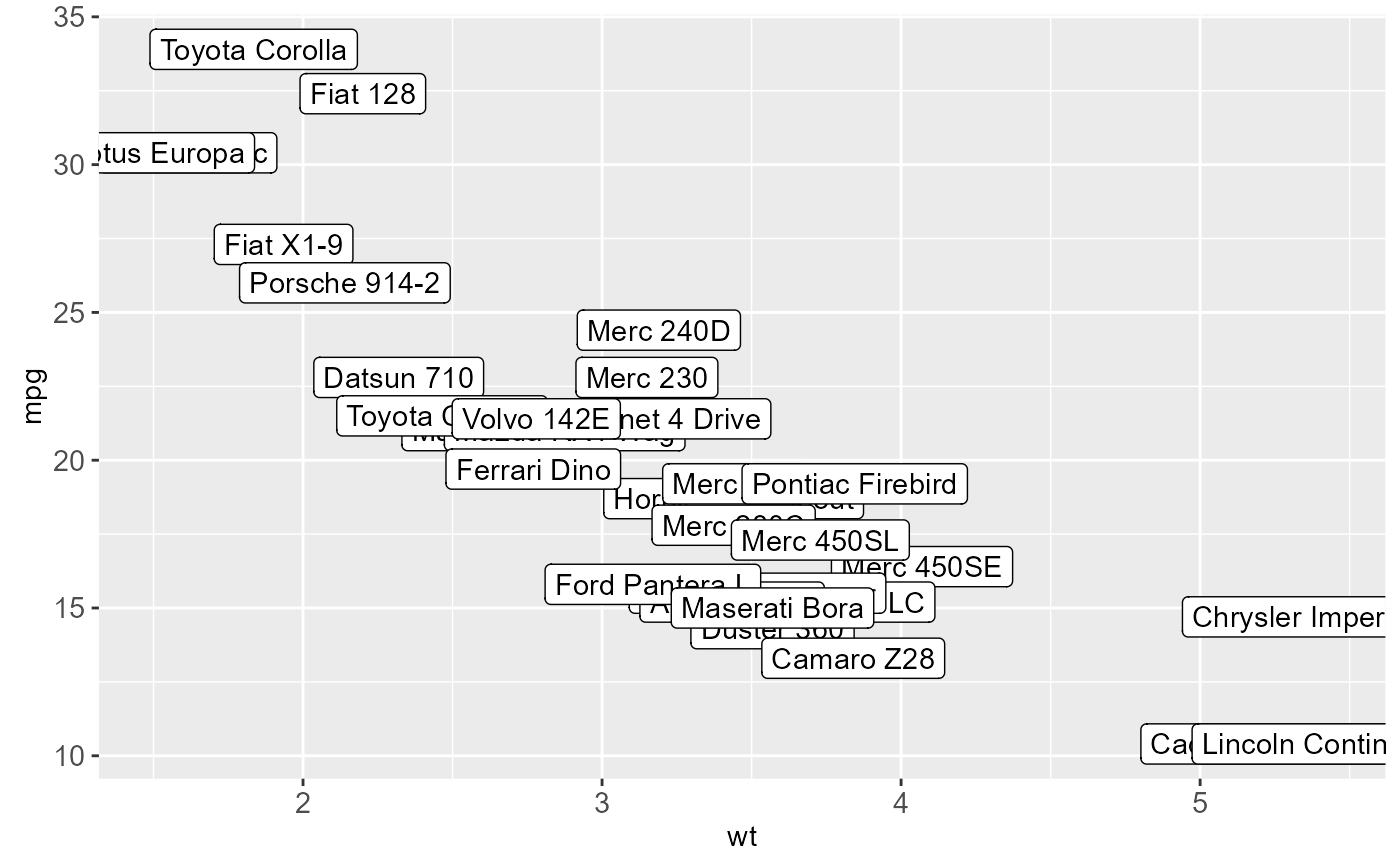 35
Toyota Corolla
Fiat 128
30
tus Europa c
Fiat X1-9
Porsche 914-2
25
Merc 240D
Datsun 710
Merc 230
Toyota
Volvo 142E
net 4 Drive
20
Ferrari Dino
Merc
Pontiac Firebird
Hor
Merc
Merc 450SL
Merc 450SE
Ford Pantera L
15
Maserati Bora
LC
Chrysler Imper
Duster 360
Camaro Z28
10
Lincoln Contin
2 3 4 5
mpg
wt